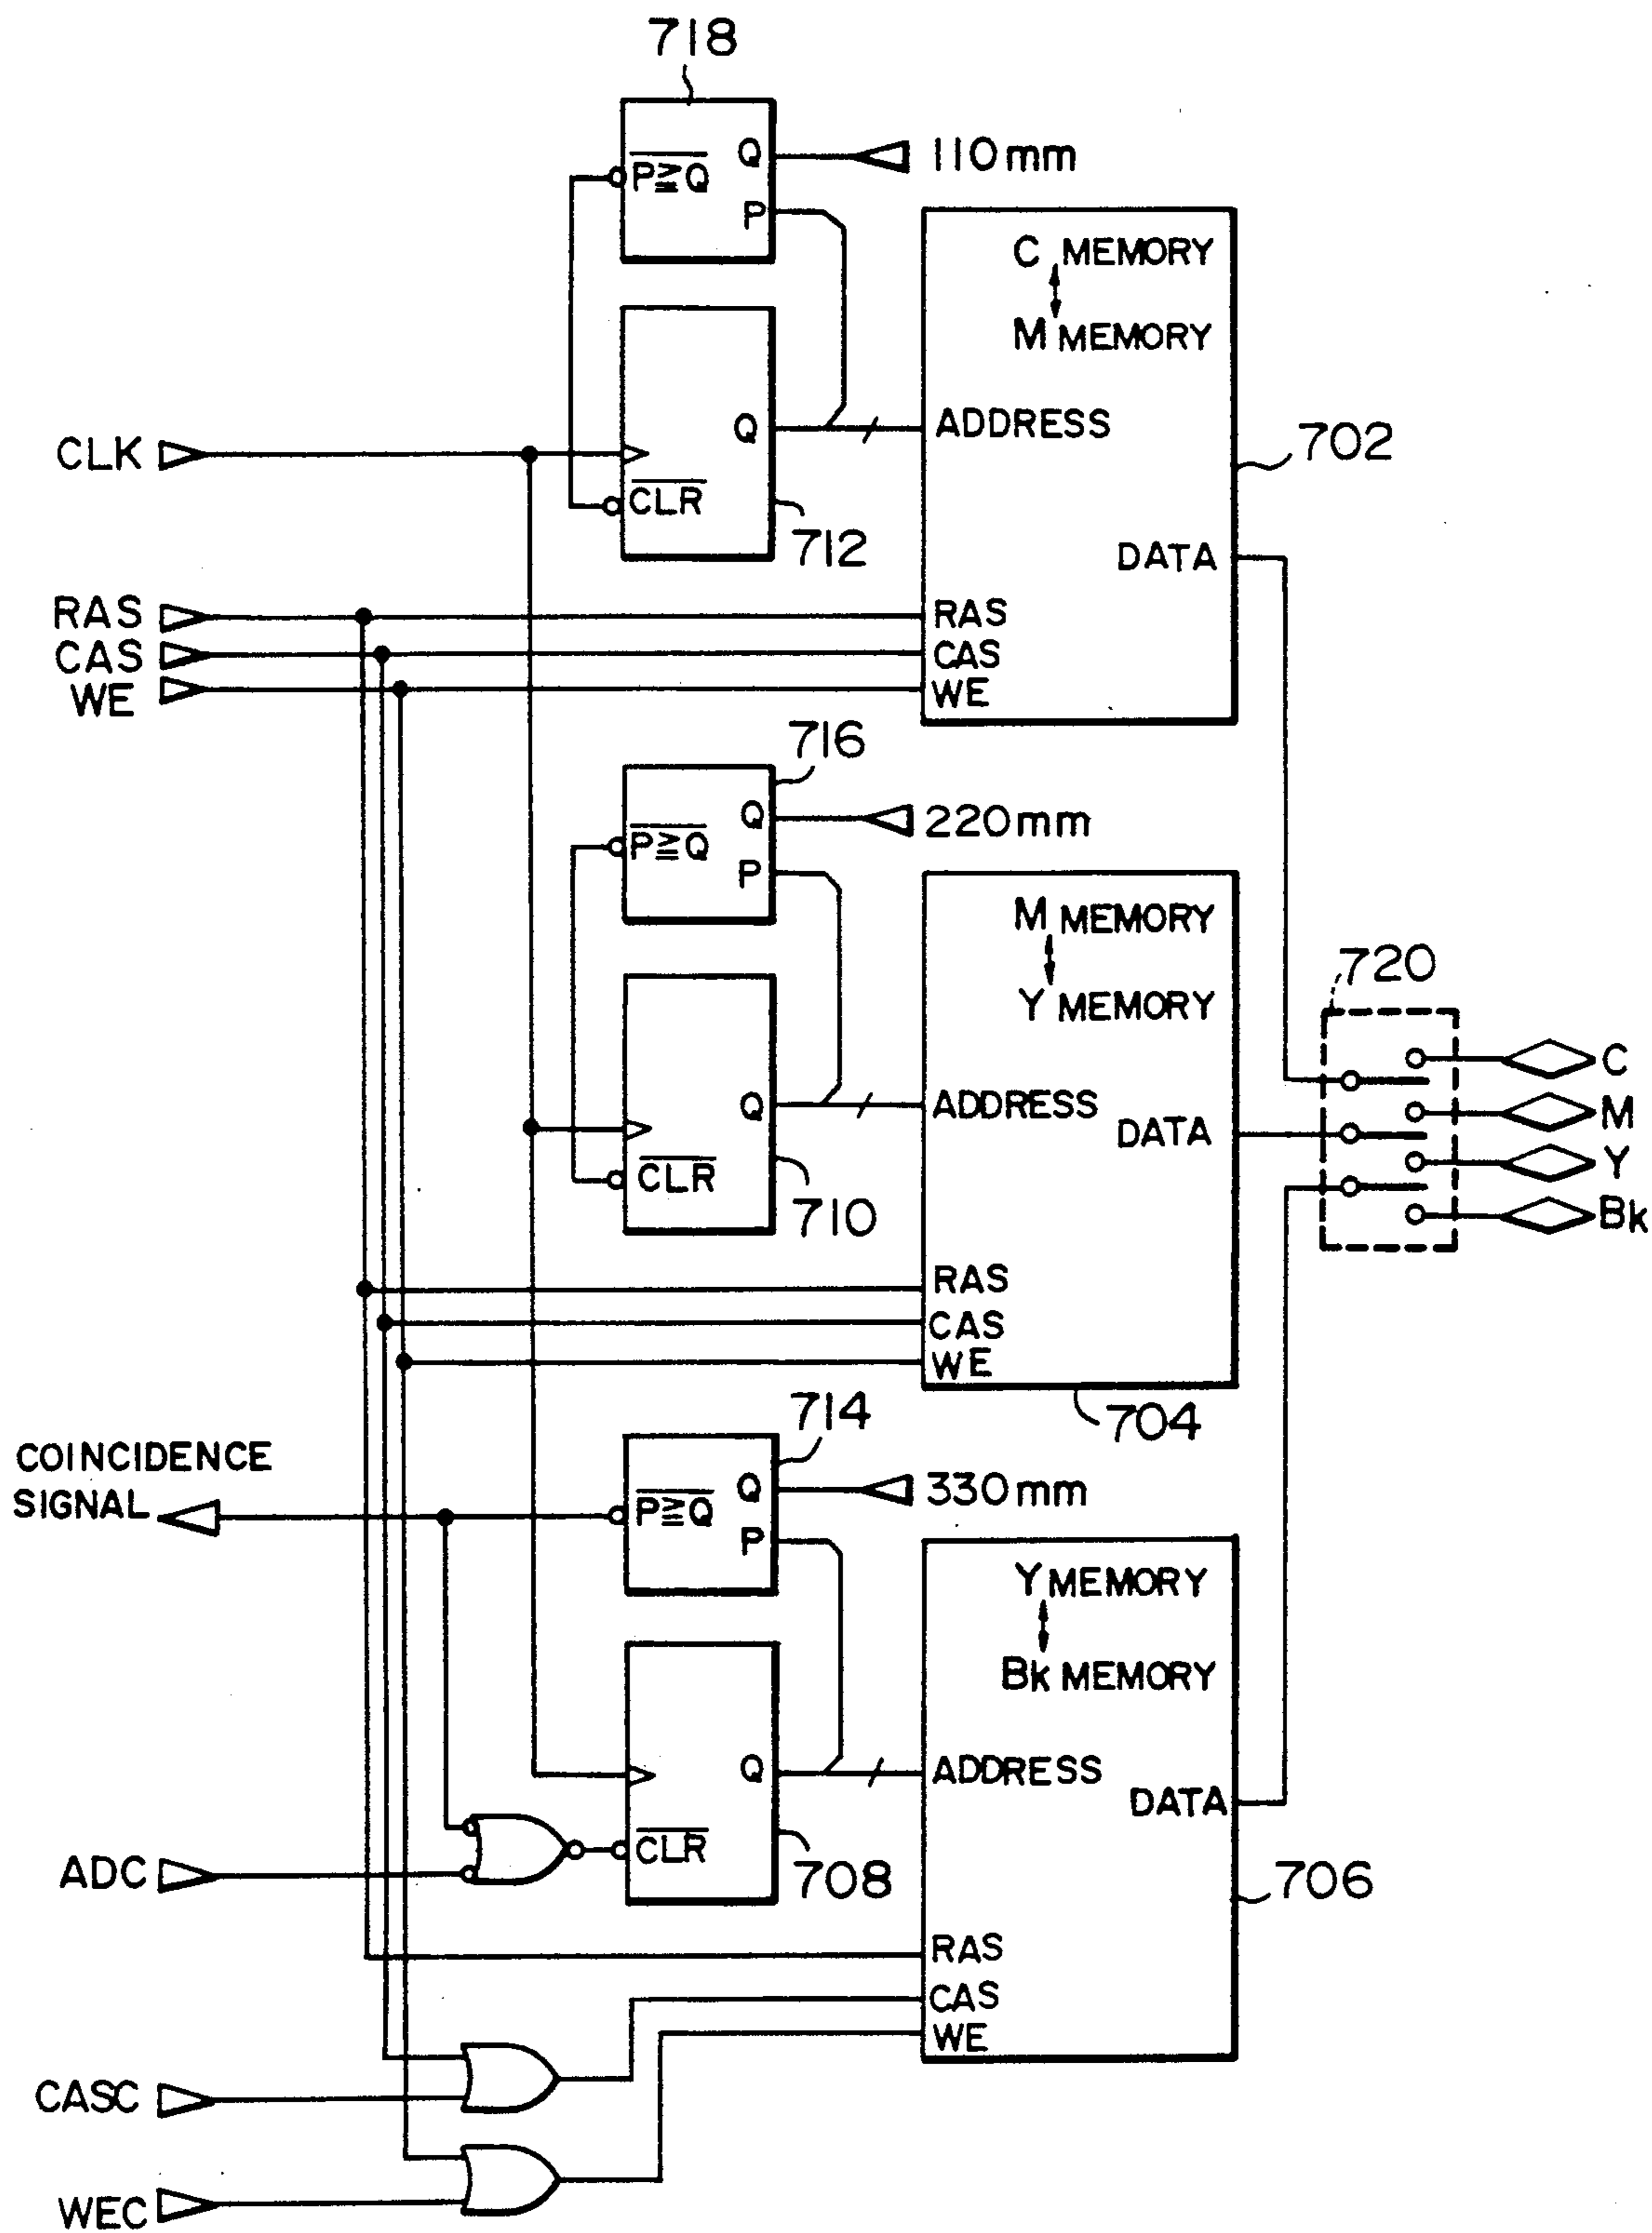 718
Q
110mm
P≧Q
P
C MEMORY
M MEMORY
Q
ADDRESS
CLK
702
CLR
712
DATA
RAS
RAS
CAS
CAS
WE
WE
716
Q
220mm
P≧Q
P
M MEMORY
720
Y MEMORY
C
Q
ADDRESS
M
DATA
Y
CLR
710
Bk
RAS
CAS
WE
714
704
COINCIDENCE
SIGNAL
Q
330mm
P≧Q
P
Y MEMORY
Bk MEMORY
Q
ADDRESS
DATA
CLR
ADC
708
706
RAS
CAS
WE
CASC
WEC